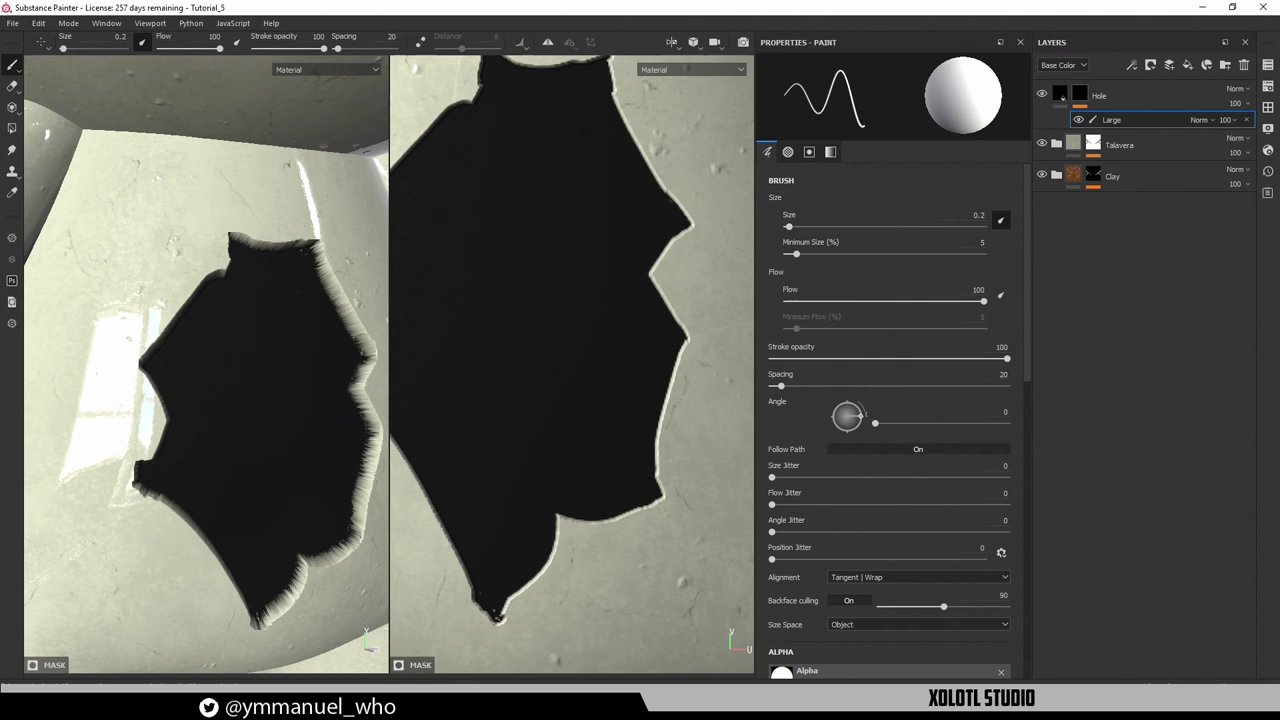 Substance Painter - License: 257 days remaining - Tutorial_5
File Edit Mode Window Viewport Python JavaScript Help
Size 0.2 Flow 100 Stroke opacity 100 Spacing 20 Distance 8
Material
Material
PROPERTIES - PAINT
LAYERS
Base Color
Hole Norm 100
Large Norm 100
Talavera Norm 100
Clay Norm 100
BRUSH
Size
Size 0.2
Minimum Size (%) 5
Flow
Flow 100
Minimum Flow (%) 5
Stroke opacity 100
Spacing 20
Angle 0
Follow Path On
Size Jitter 0
Flow Jitter 0
Angle Jitter 0
Position Jitter 0
Alignment Tangent | Wrap
Backface culling On 90
Size Space Object
ALPHA
Alpha
Y
V
U
Ps
MASK
MASK
@ymmanuel_who
XOLOTL STUDIO